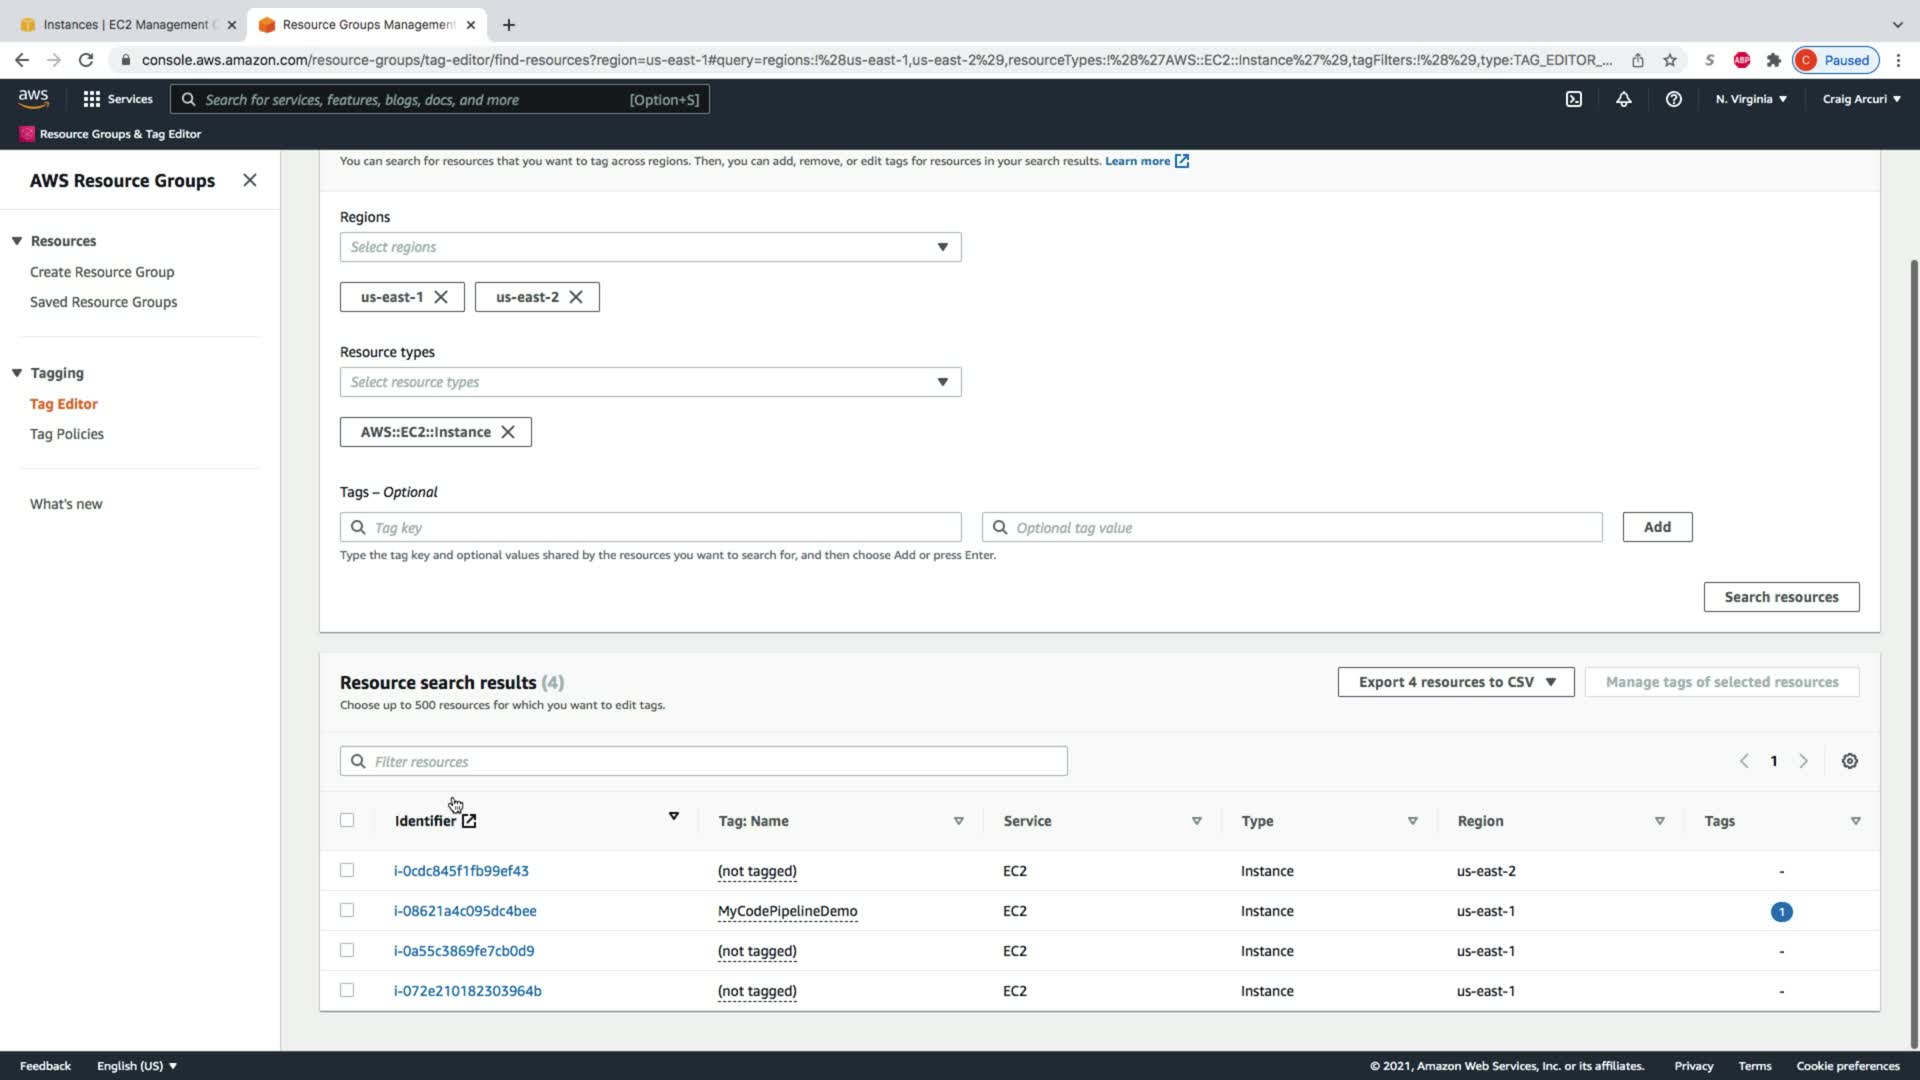 Instances | EC2 Management C
Resource Groups Management
console.aws.amazon.com/resource-groups/tag-editor/find-resources?region=us-east-1#query=regions:!%28us-east-1,us-east-2%29,resourceTypes:!%28%27AWS::EC2::Instance%27%29,tagFilters:!%28%29,type:TAG_EDITOR_...
S
ABP
C
Paused
aws
Services
Search for services, features, blogs, docs, and more
[Option+S]
N. Virginia
Craig Arcuri
Resource Groups & Tag Editor
AWS Resource Groups
Resources
Create Resource Group
Saved Resource Groups
Tagging
Tag Editor
Tag Policies
What's new
You can search for resources that you want to tag across regions. Then, you can add, remove, or edit tags for resources in your search results. Learn more
Regions
Select regions
us-east-1
us-east-2
Resource types
Select resource types
AWS::EC2::Instance
Tags – Optional
Tag key
Optional tag value
Add
Type the tag key and optional values shared by the resources you want to search for, and then choose Add or press Enter.
Search resources
Resource search results (4)
Choose up to 500 resources for which you want to edit tags.
Export 4 resources to CSV
Manage tags of selected resources
Filter resources
1
Identifier Tag: Name Service Type Region Tags
i-0cdc845f1fb99ef43 (not tagged) EC2 Instance us-east-2 -
i-08621a4c095dc4bee MyCodePipelineDemo EC2 Instance us-east-1 1
i-0a55c3869fe7cb0d9 (not tagged) EC2 Instance us-east-1 -
i-072e210182303964b (not tagged) EC2 Instance us-east-1 -
Feedback
English (US)
© 2021, Amazon Web Services, Inc. or its affiliates.
Privacy
Terms
Cookie preferences